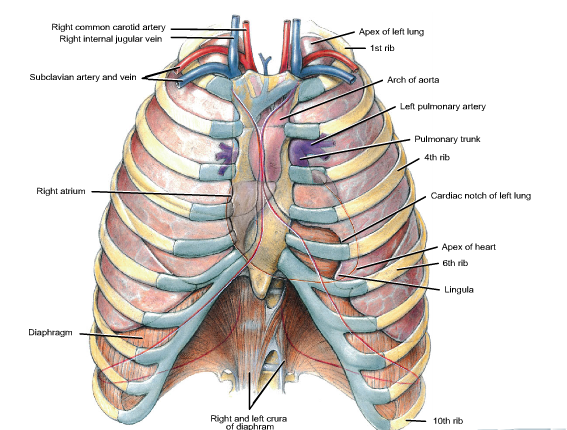 Right common carotid artery
Right internal jugular vein
Subclavian artery and vein
Right atrium
Diaphragm
Apex of left lung
1st rib
Arch of aorta
Left pulmonary artery
Pulmonary trunk
4th rib
Cardiac notch of left lung
Apex of heart
6th rib
Lingula
10th rib
Right and left crura
of diaphram